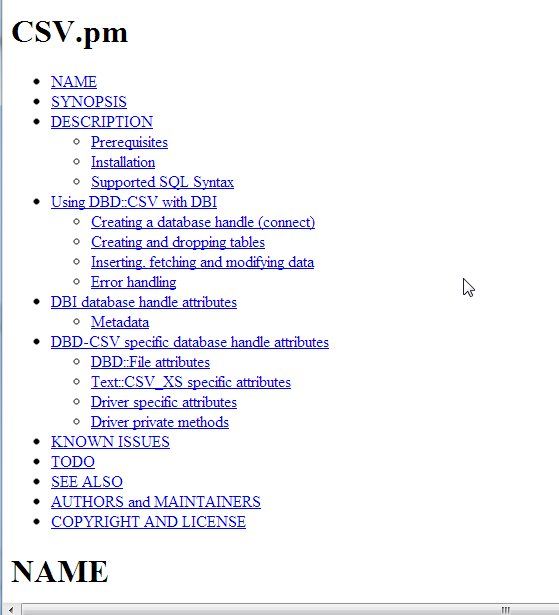 CSV.pm
NAME
SYNOPSIS
DESCRIPTION
Prerequisites
Installation
Supported SQL Syntax
Using DBD::CSV with DBI
Creating a database handle (connect)
Creating and dropping tables
Inserting, fetching and modifying data
Error handling
DBI database handle attributes
Metadata
DBD-CSV specific database handle attributes
DBD::File attributes
Text::CSV_XS specific attributes
Driver specific attributes
Driver private methods
KNOWN ISSUES
TODO
SEE ALSO
AUTHORS and MAINTAINERS
COPYRIGHT AND LICENSE
NAME